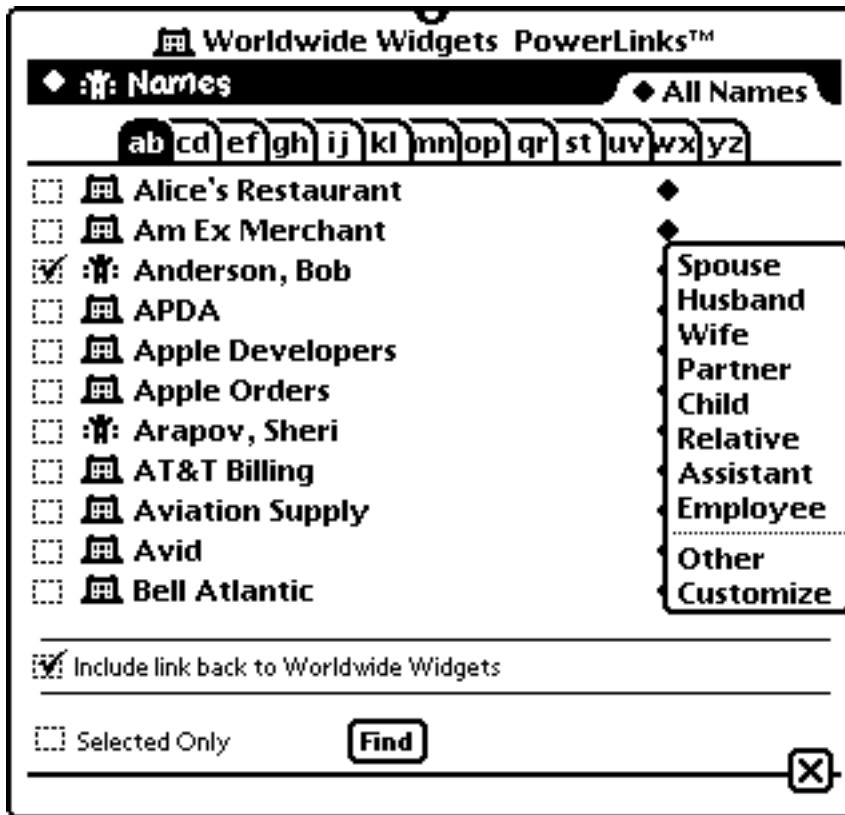 Worldwide Widgets PowerLinks™
Names
All Names
ab cd ef gh ij kl mn op qr st uv wx yz
Alice's Restaurant
Am Ex Merchant
Anderson, Bob
APDA
Apple Developers
Apple Orders
Arapov, Sheri
AT&T Billing
Aviation Supply
Avid
Bell Atlantic
Spouse
Husband
Wife
Partner
Child
Relative
Assistant
Employee
Other
Customize
Include link back to Worldwide Widgets
Selected Only
Find